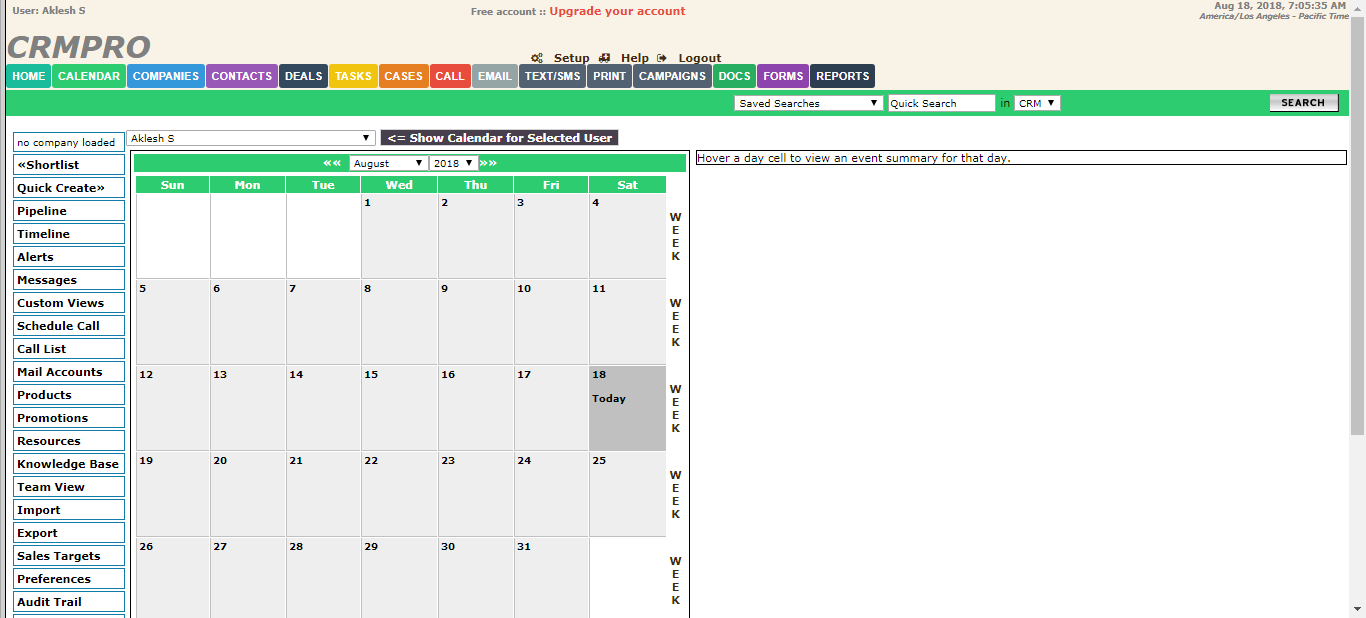 User: Aklesh S
Free account :: Upgrade your account
Aug 18, 2018, 7:05:35 AM
America/Los Angeles - Pacific Time
CRMPRO
Setup Help Logout
HOME CALENDAR COMPANIES CONTACTS DEALS TASKS CASES CALL EMAIL TEXT/SMS PRINT CAMPAIGNS DOCS FORMS REPORTS
Saved Searches Quick Search in CRM SEARCH
no company loaded
«Shortlist
Quick Create»
Pipeline
Timeline
Alerts
Messages
Custom Views
Schedule Call
Call List
Mail Accounts
Products
Promotions
Resources
Knowledge Base
Team View
Import
Export
Sales Targets
Preferences
Audit Trail
Aklesh S <= Show Calendar for Selected User
«« August 2018 »»
Sun Mon Tue Wed Thu Fri Sat
1 2 3 4
W
E
E
K
5 6 7 8 9 10 11
W
E
E
K
12 13 14 15 16 17 18
Today
W
E
E
K
19 20 21 22 23 24 25
W
E
E
K
26 27 28 29 30 31
W
E
E
K
Hover a day cell to view an event summary for that day.